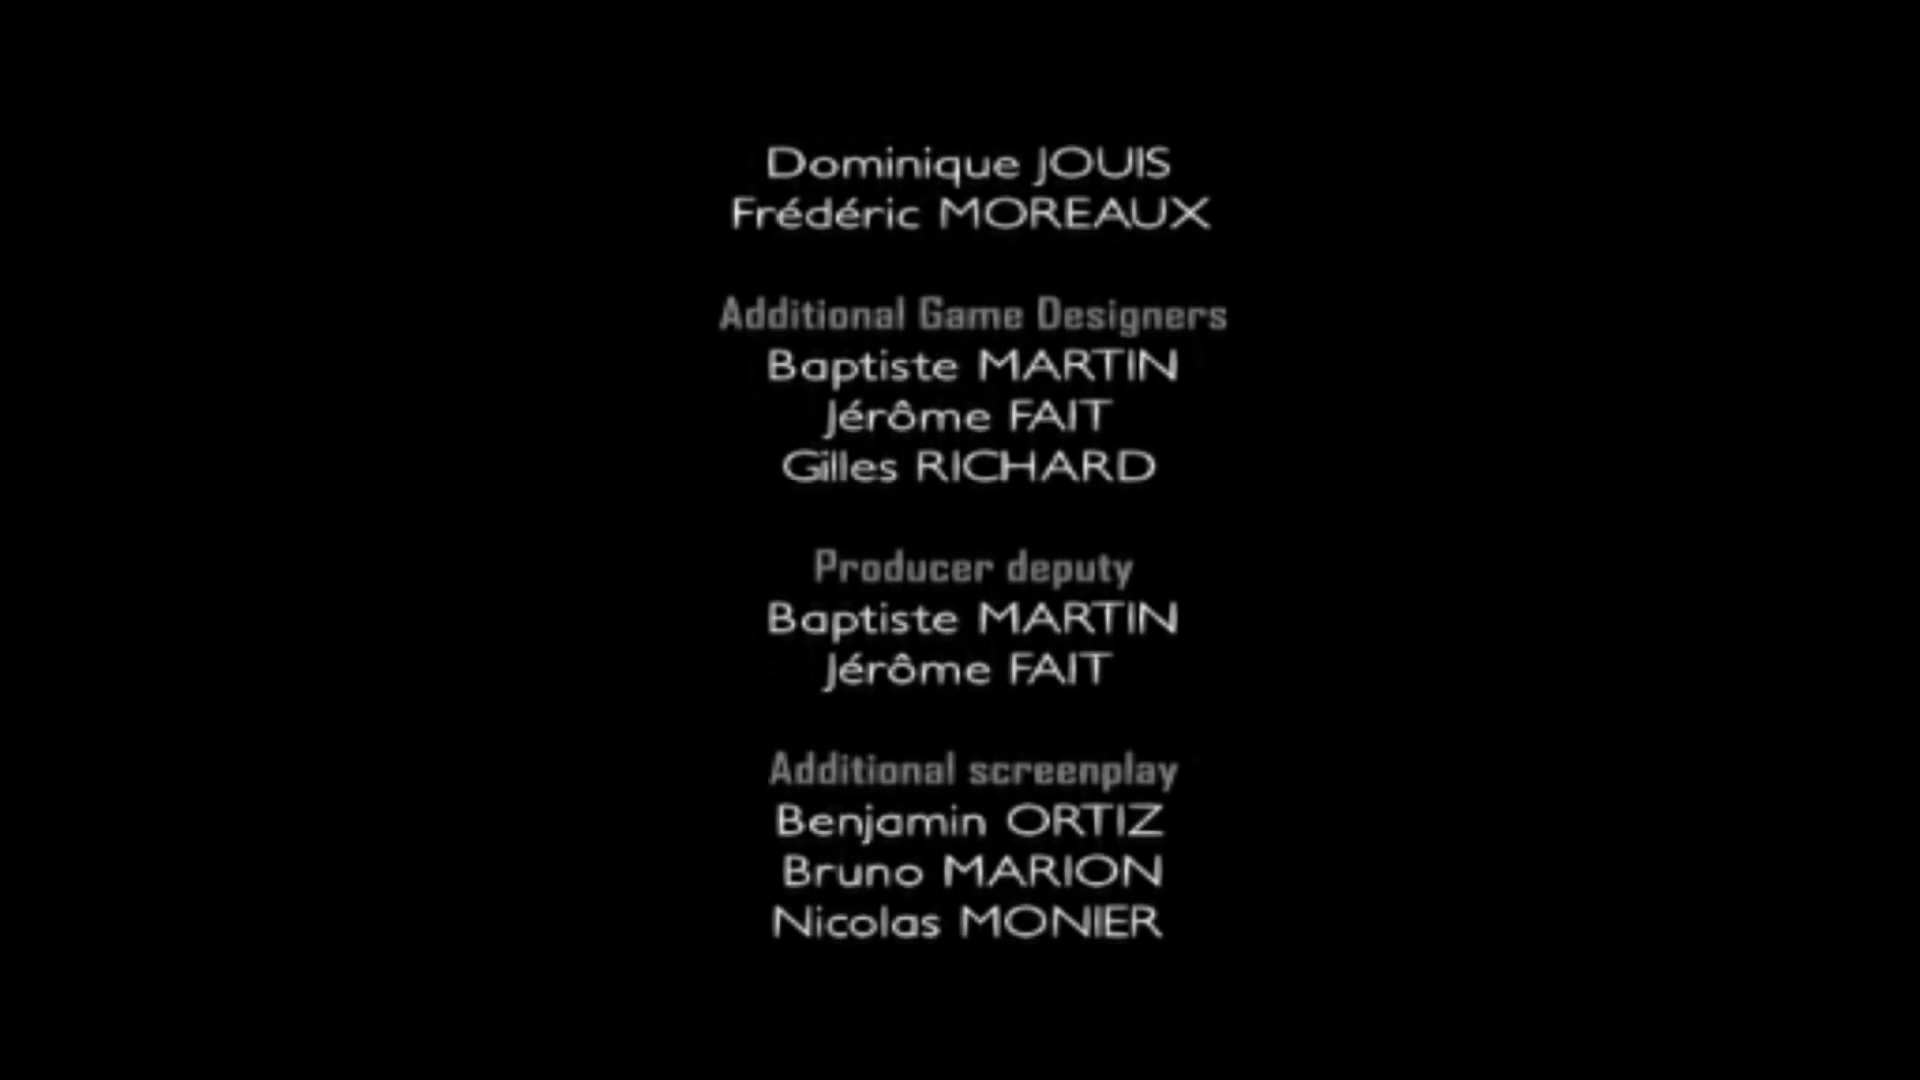 Dominique JOUIS
Frédéric MOREAUX
Additional Game Designers
Baptiste MARTIN
Jérôme FAIT
Gilles RICHARD
Producer deputy
Baptiste MARTIN
Jérôme FAIT
Additional screenplay
Benjamin ORTIZ
Bruno MARION
Nicolas MONIER